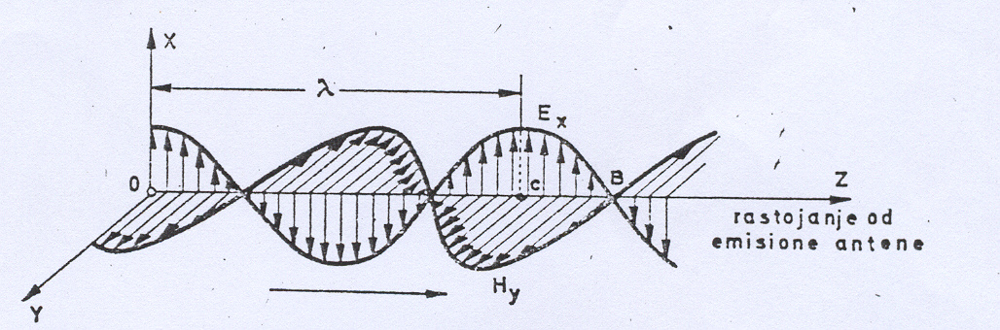 X
λ
E x
0
c
B
Z
rastojanje od
emisione antene
H y
Y